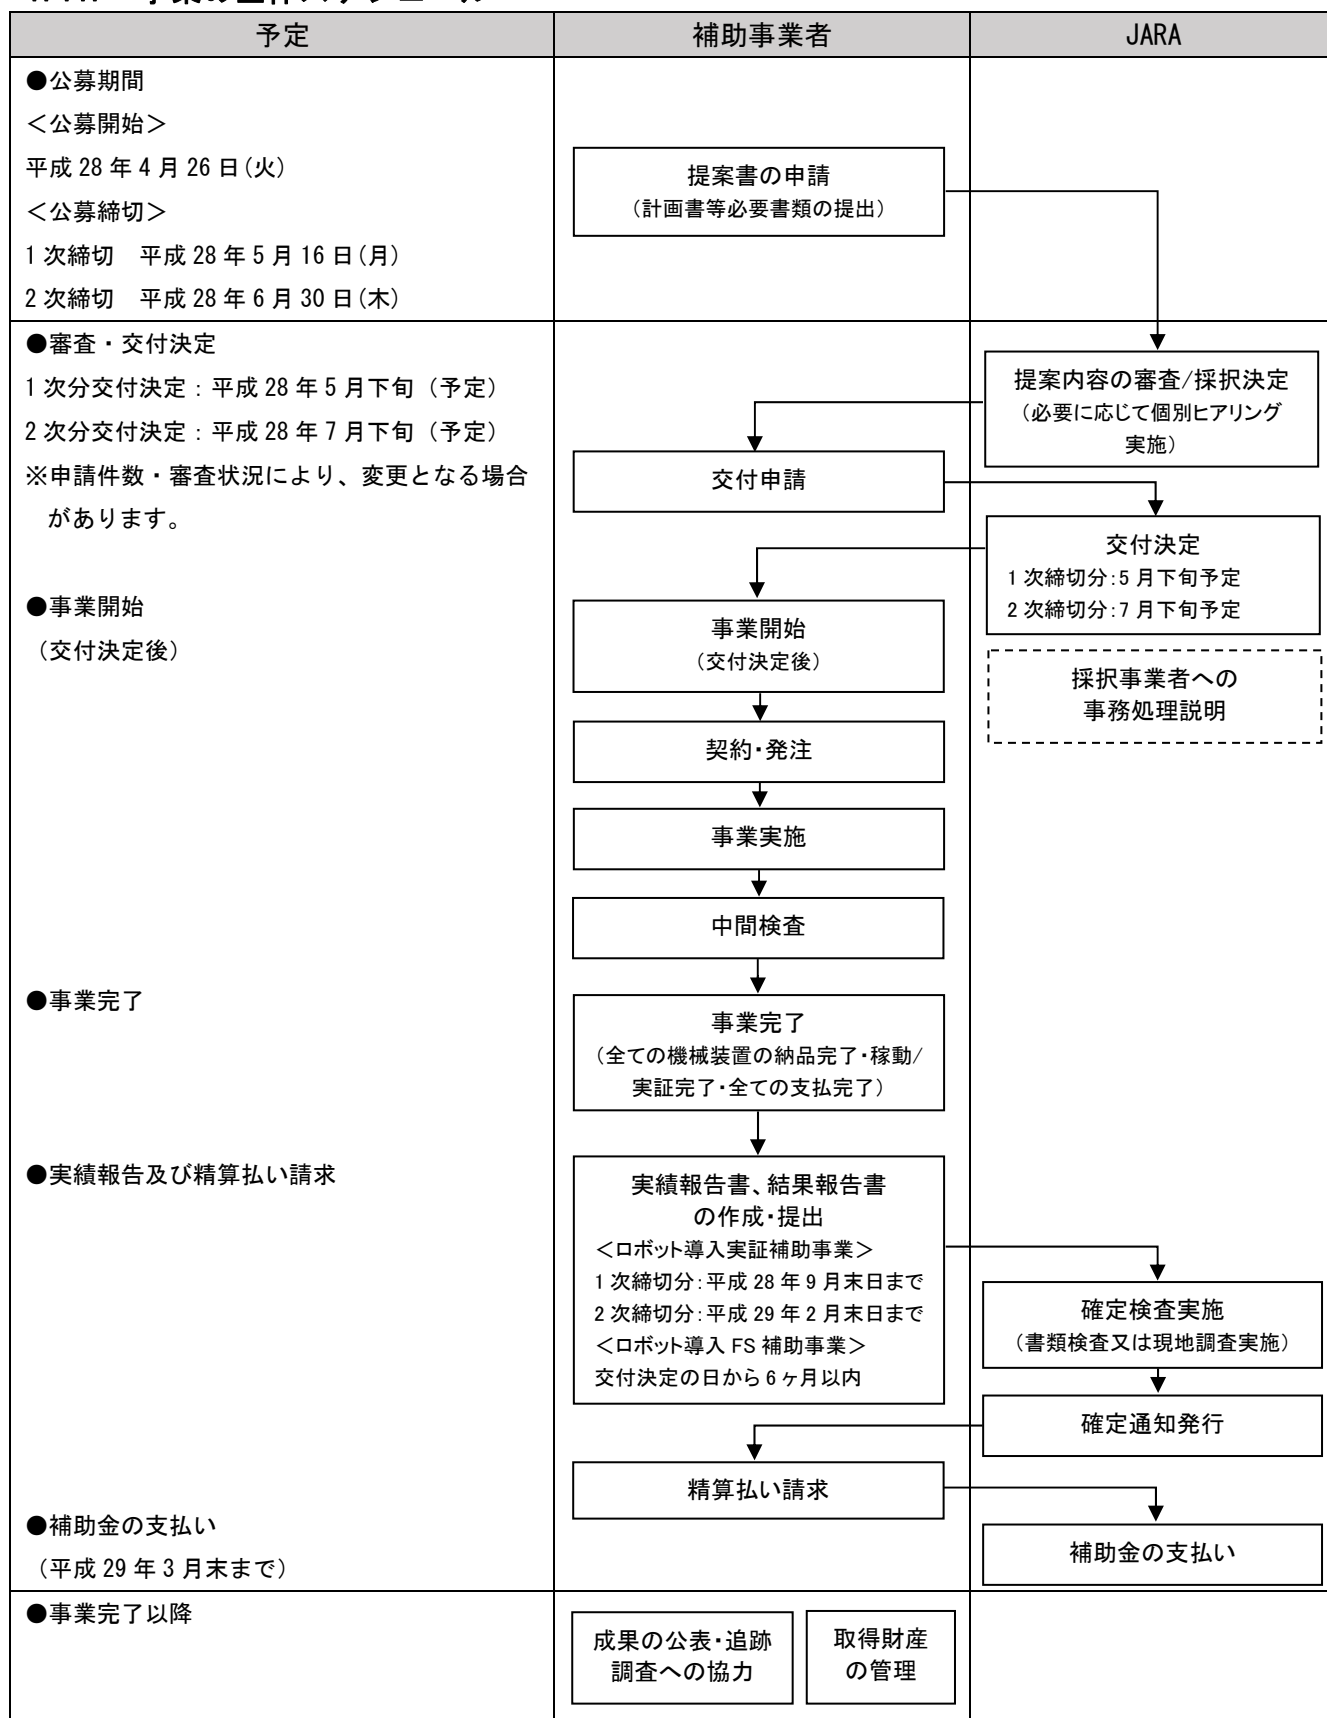 予定
補助事業者
JARA
●公募期間
＜公募開始＞
平成 28 年 4 月 26 日(火)
＜公募締切＞
1 次締切　平成 28 年 5 月 16 日(月)
2 次締切　平成 28 年 6 月 30 日(木)
提案書の申請
（計画書等必要書類の提出）
●審査・交付決定
1 次分交付決定：平成 28 年 5 月下旬（予定）
2 次分交付決定：平成 28 年 7 月下旬（予定）
※申請件数・審査状況により、変更となる場合
があります。
提案内容の審査/採択決定
（必要に応じて個別ヒアリング
実施）
交付申請
交付決定
1 次締切分：5 月下旬予定
2 次締切分：7 月下旬予定
●事業開始
（交付決定後）
事業開始
（交付決定後）
採択事業者への
事務処理説明
契約・発注
事業実施
中間検査
●事業完了
事業完了
（全ての機械装置の納品完了・稼動/
実証完了・全ての支払完了）
●実績報告及び精算払い請求
実績報告書、結果報告書
の作成・提出
＜ロボット導入実証補助事業＞
1 次締切分：平成 28 年 9 月末日まで
2 次締切分：平成 29 年 2 月末日まで
＜ロボット導入 FS 補助事業＞
交付決定の日から 6 ヶ月以内
確定検査実施
（書類検査又は現地調査実施）
確定通知発行
精算払い請求
●補助金の支払い
（平成 29 年 3 月末まで）
補助金の支払い
●事業完了以降
成果の公表・追跡
調査への協力
取得財産
の管理